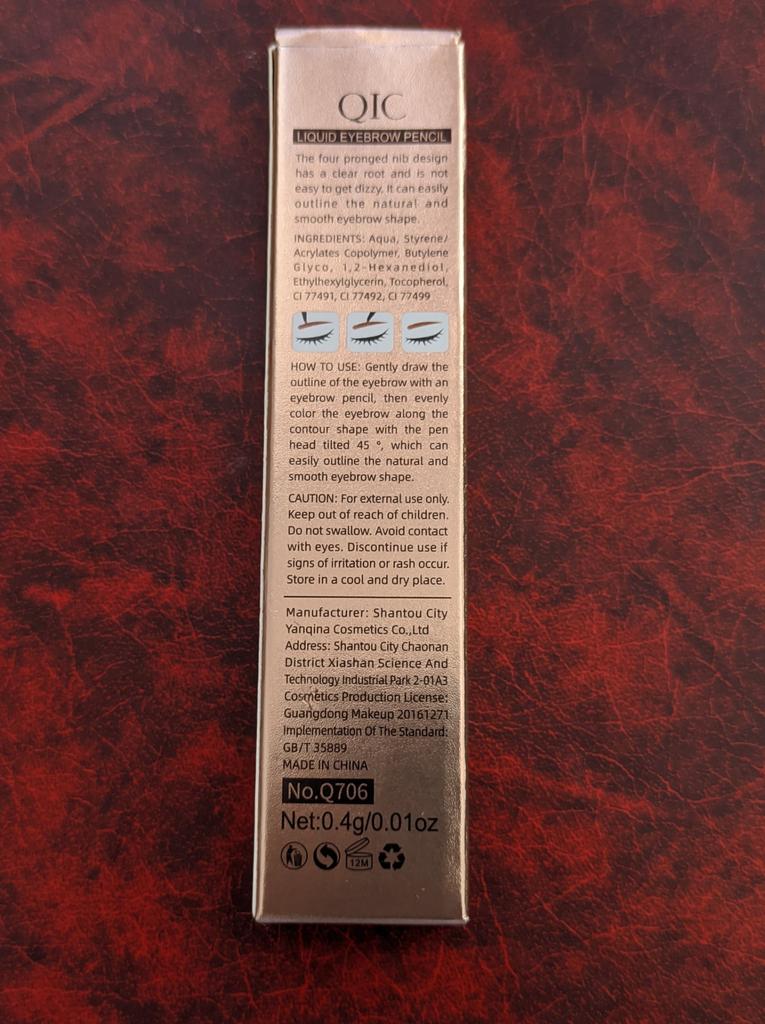 QIC
LIQUID EYEBROW PENCIL
The four pronged nib design
has a clear root and is not
easy to get dizzy. It can easily
outline the natural and
smooth eyebrow shape.
INGREDIENTS: Aqua, Styrene/
Acrylates Copolymer, Butylene
Glyco, 1,2-Hexanediol,
Ethylhexylglycerin, Tocopherol,
CI 77491, CI 77492, CI 77499
HOW TO USE: Gently draw the
outline of the eyebrow with an
eyebrow pencil, then evenly
color the eyebrow along the
contour shape with the pen
head tilted 45 °, which can
easily outline the natural and
smooth eyebrow shape.
CAUTION: For external use only.
Keep out of reach of children.
Do not swallow. Avoid contact
with eyes. Discontinue use if
signs of irritation or rash occur.
Store in a cool and dry place.
Manufacturer: Shantou City
Yanqina Cosmetics Co.,Ltd
Address: Shantou City Chaonan
District Xiashan Science And
Technology Industrial Park 2-01A3
Cosmetics Production License:
Guangdong Makeup 20161271
Implementation Of The Standard:
GB/T 35889
MADE IN CHINA
No.Q706
Net:0.4g/0.01oz
12M